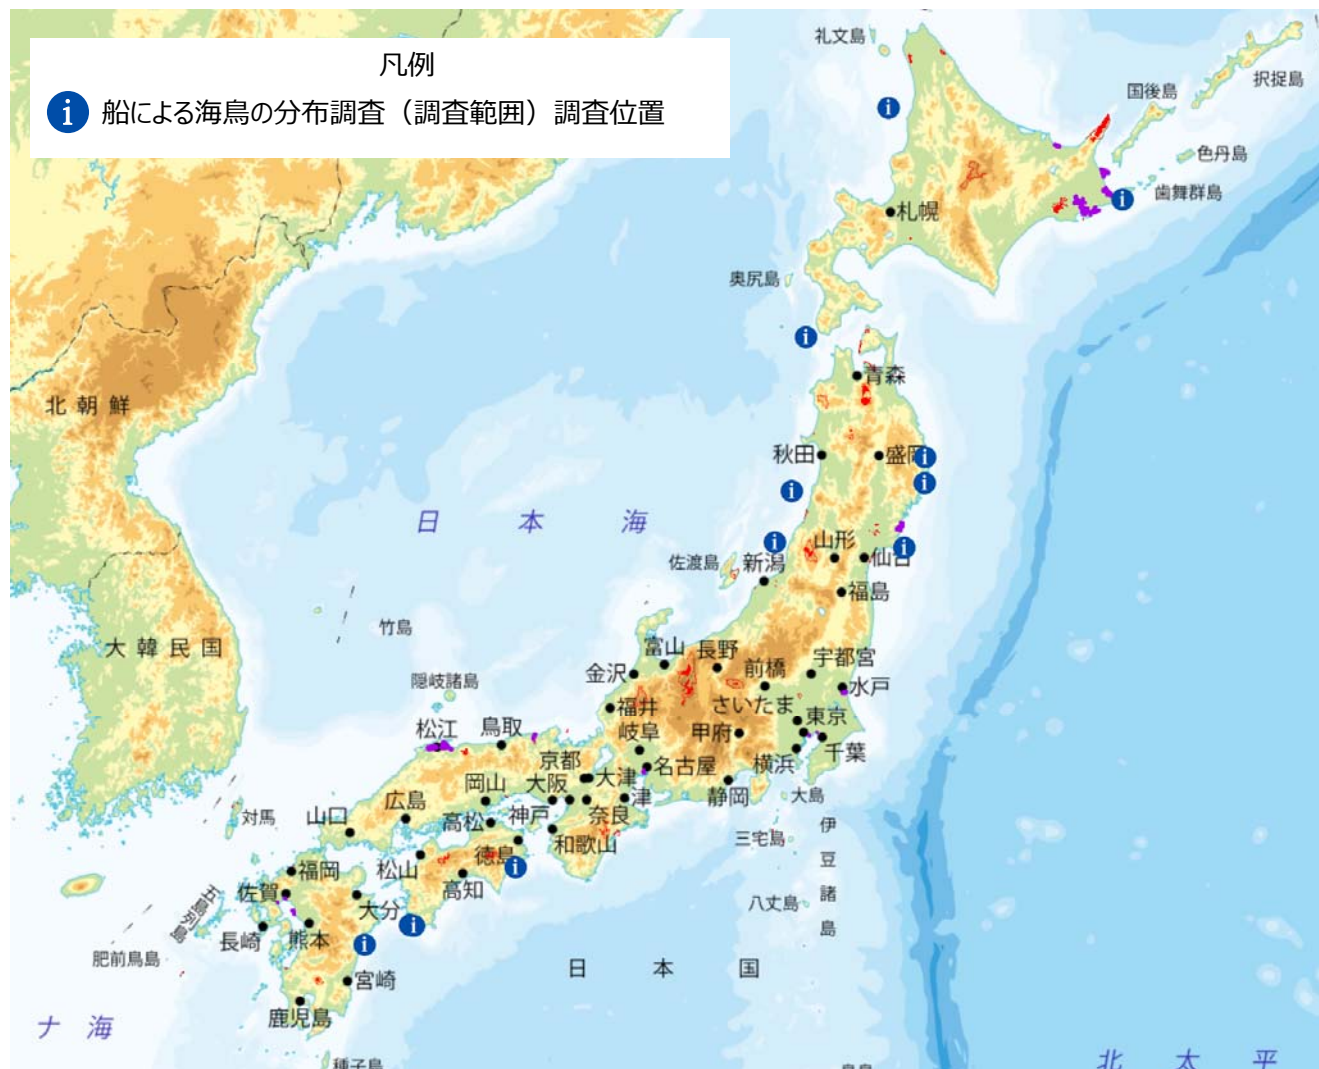 凡例
船による海鳥の分布調査（調査範囲）調査位置
礼文島
択捉島
国後島
色丹島
歯舞群島
札幌
奥尻島
青森
北朝鮮
秋田
盛岡
日本海
山形
仙台
佐渡島
新潟
福島
竹島
大韓民国
富山
長野
宇都宮
金沢
前橋
隠岐諸島
水戸
福井
さいたま
東京
松江
鳥取
岐阜
甲府
千葉
京都
大津
名古屋
横浜
岡山
大阪
津
静岡
大島
対馬
山口
広島
高松
神戸
奈良
伊豆諸島
三宅島
和歌山
徳島
松山
福岡
高知
佐賀
五島列島
大分
八丈島
長崎
熊本
肥前鳥島
日本国
宮崎
鹿児島
ナ海
種子島
北太平